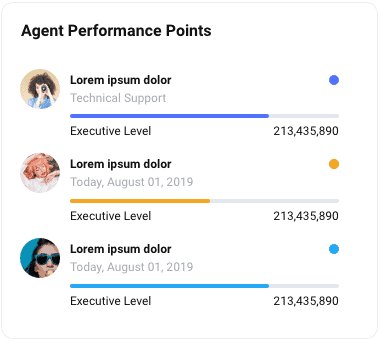 Agent Performance Points
Lorem ipsum dolor
Technical Support
Executive Level 213,435,890
Lorem ipsum dolor
Today, August 01, 2019
Executive Level 213,435,890
Lorem ipsum dolor
Today, August 01, 2019
Executive Level 213,435,890